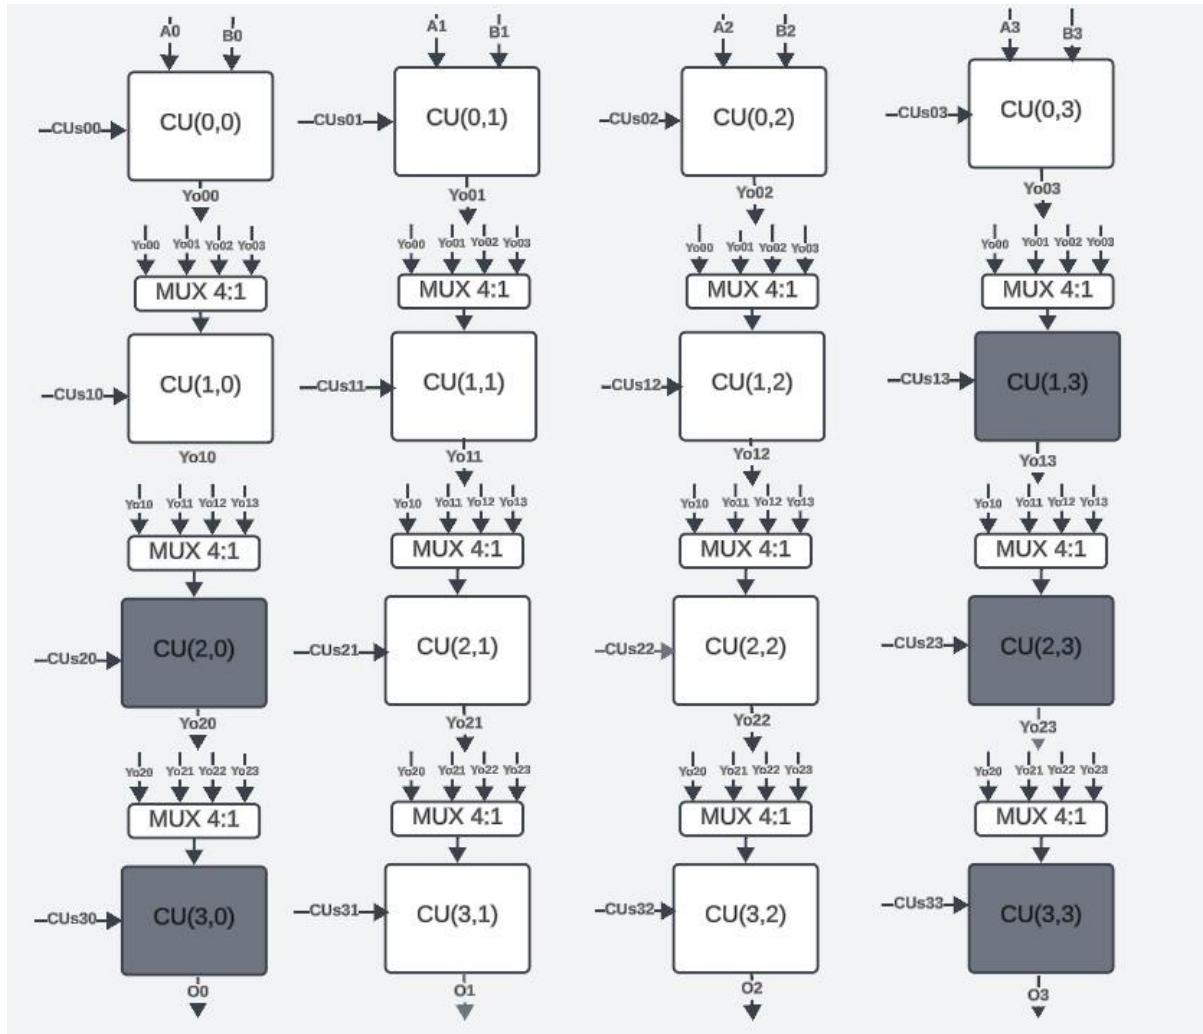 A0 B0 A1 B1 A2 B2 A3 B3
CUs00 CU(0,0) CUs01 CU(0,1) CUs02 CU(0,2) CUs03 CU(0,3)
Yo00 Yo01 Yo02 Yo03
Yo00 Yo01 Yo02 Yo03 Yo00 Yo01 Yo02 Yo03 Yo00 Yo01 Yo02 Yo03 Yo00 Yo01 Yo02 Yo03
MUX 4:1 MUX 4:1 MUX 4:1 MUX 4:1
CUs10 CU(1,0) CUs11 CU(1,1) CUs12 CU(1,2) CUs13 CU(1,3)
Yo10 Yo11 Yo12 Yo13
Yo10 Yo11 Yo12 Yo13 Yo10 Yo11 Yo12 Yo13 Yo10 Yo11 Yo12 Yo13 Yo10 Yo11 Yo12 Yo13
MUX 4:1 MUX 4:1 MUX 4:1 MUX 4:1
CUs20 CU(2,0) CUs21 CU(2,1) CUs22 CU(2,2) CUs23 CU(2,3)
Yo20 Yo21 Yo22 Yo23
Yo20 Yo21 Yo22 Yo23 Yo20 Yo21 Yo22 Yo23 Yo20 Yo21 Yo22 Yo23 Yo20 Yo21 Yo22 Yo23
MUX 4:1 MUX 4:1 MUX 4:1 MUX 4:1
CUs30 CU(3,0) CUs31 CU(3,1) CUs32 CU(3,2) CUs33 CU(3,3)
O0 O1 O2 O3